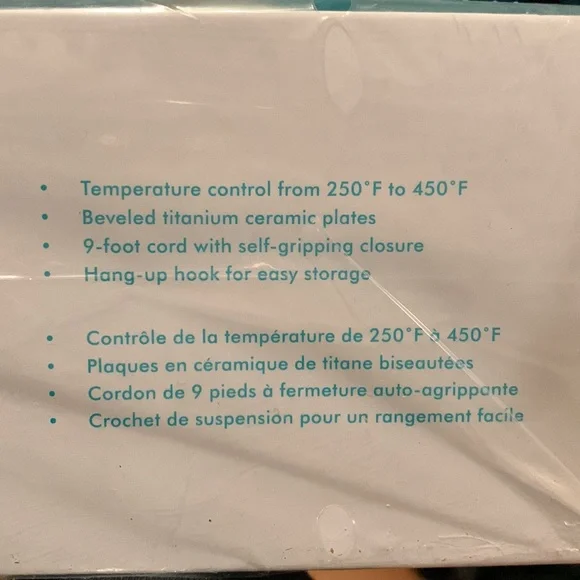 • Temperature control from 250°F to 450°F
• Beveled titanium ceramic plates
• 9-foot cord with self-gripping closure
• Hang-up hook for easy storage
• Contrôle de la température de 250°F à 450°F
• Plaques en céramique de titane biseautées
• Cordon de 9 pieds à fermeture auto-agrippante
• Crochet de suspension pour un rangement facile